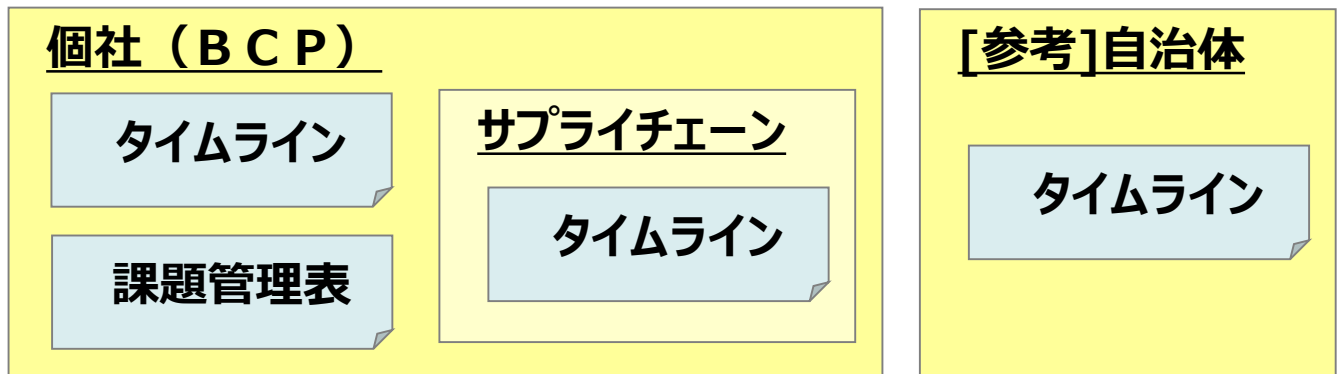 個社（ＢＣＰ）
タイムライン
課題管理表
サプライチェーン
タイムライン
[参考]自治体
タイムライン